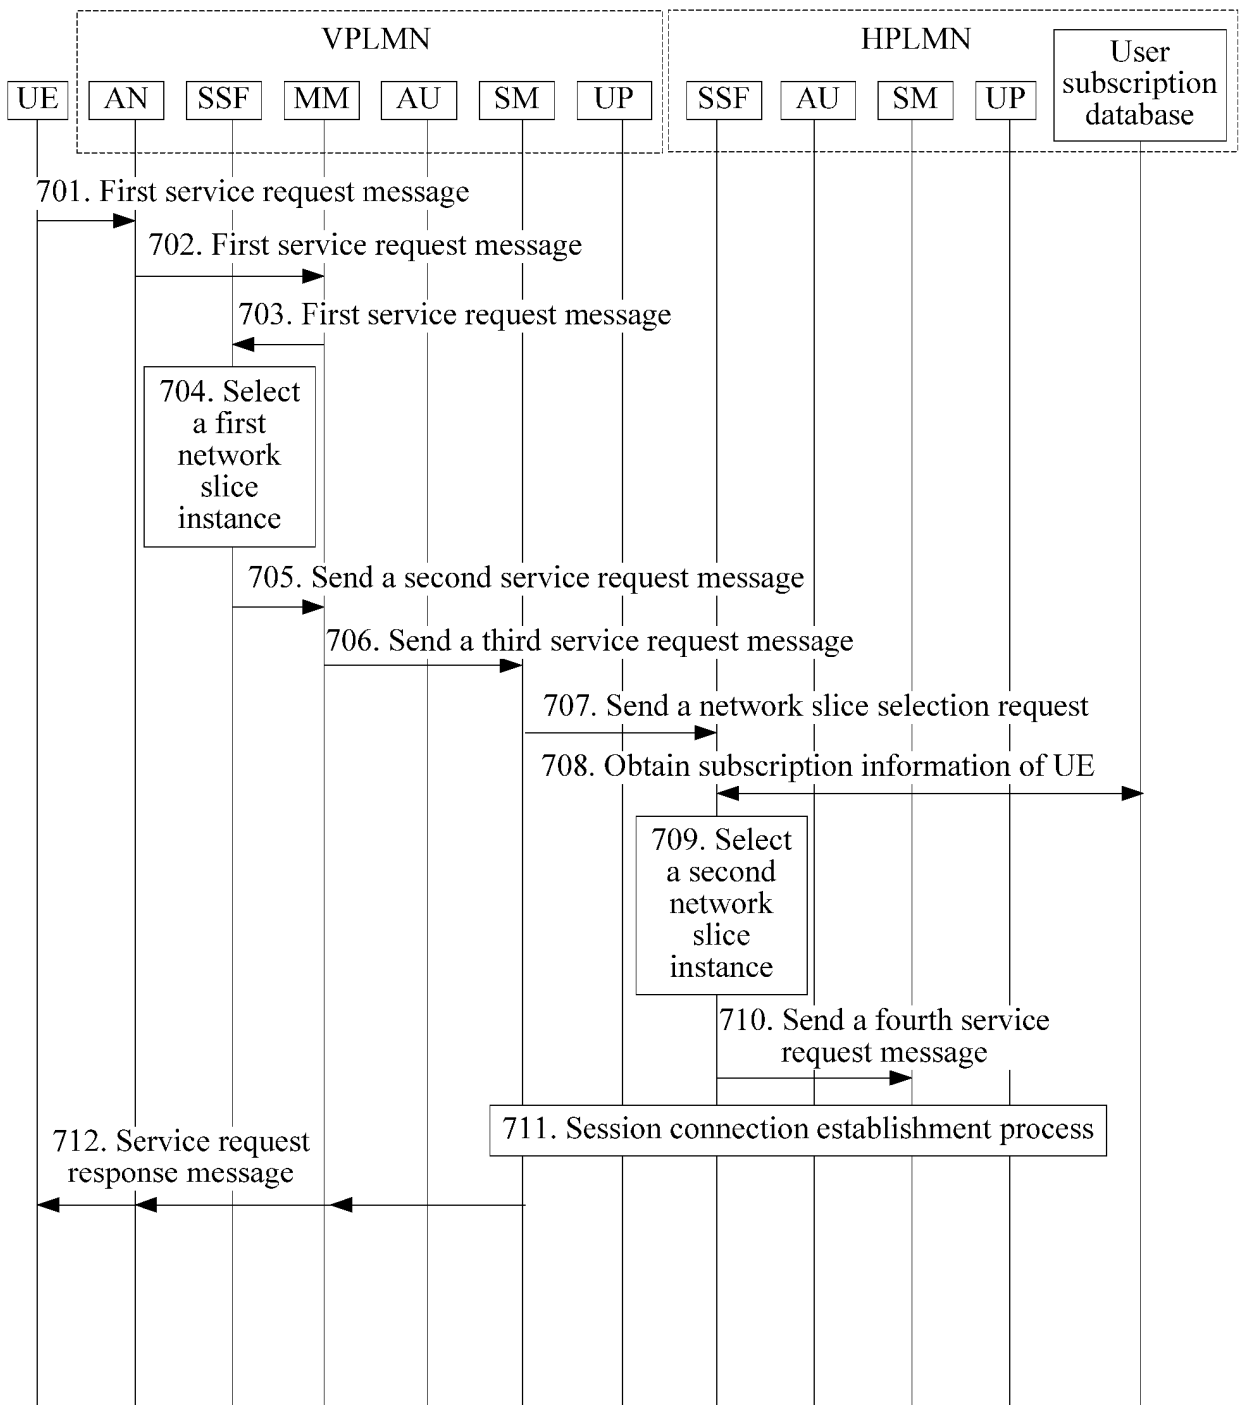 VPLMN
HPLMN
UE
AN
SSF
MM
AU
SM
UP
SSF
AU
SM
UP
User
subscription
database
701. First service request message
702. First service request message
703. First service request message
704. Select
a first
network
slice
instance
705. Send a second service request message
706. Send a third service request message
707. Send a network slice selection request
708. Obtain subscription information of UE
709. Select
a second
network
slice
instance
710. Send a fourth service
request message
711. Session connection establishment process
712. Service request
response message